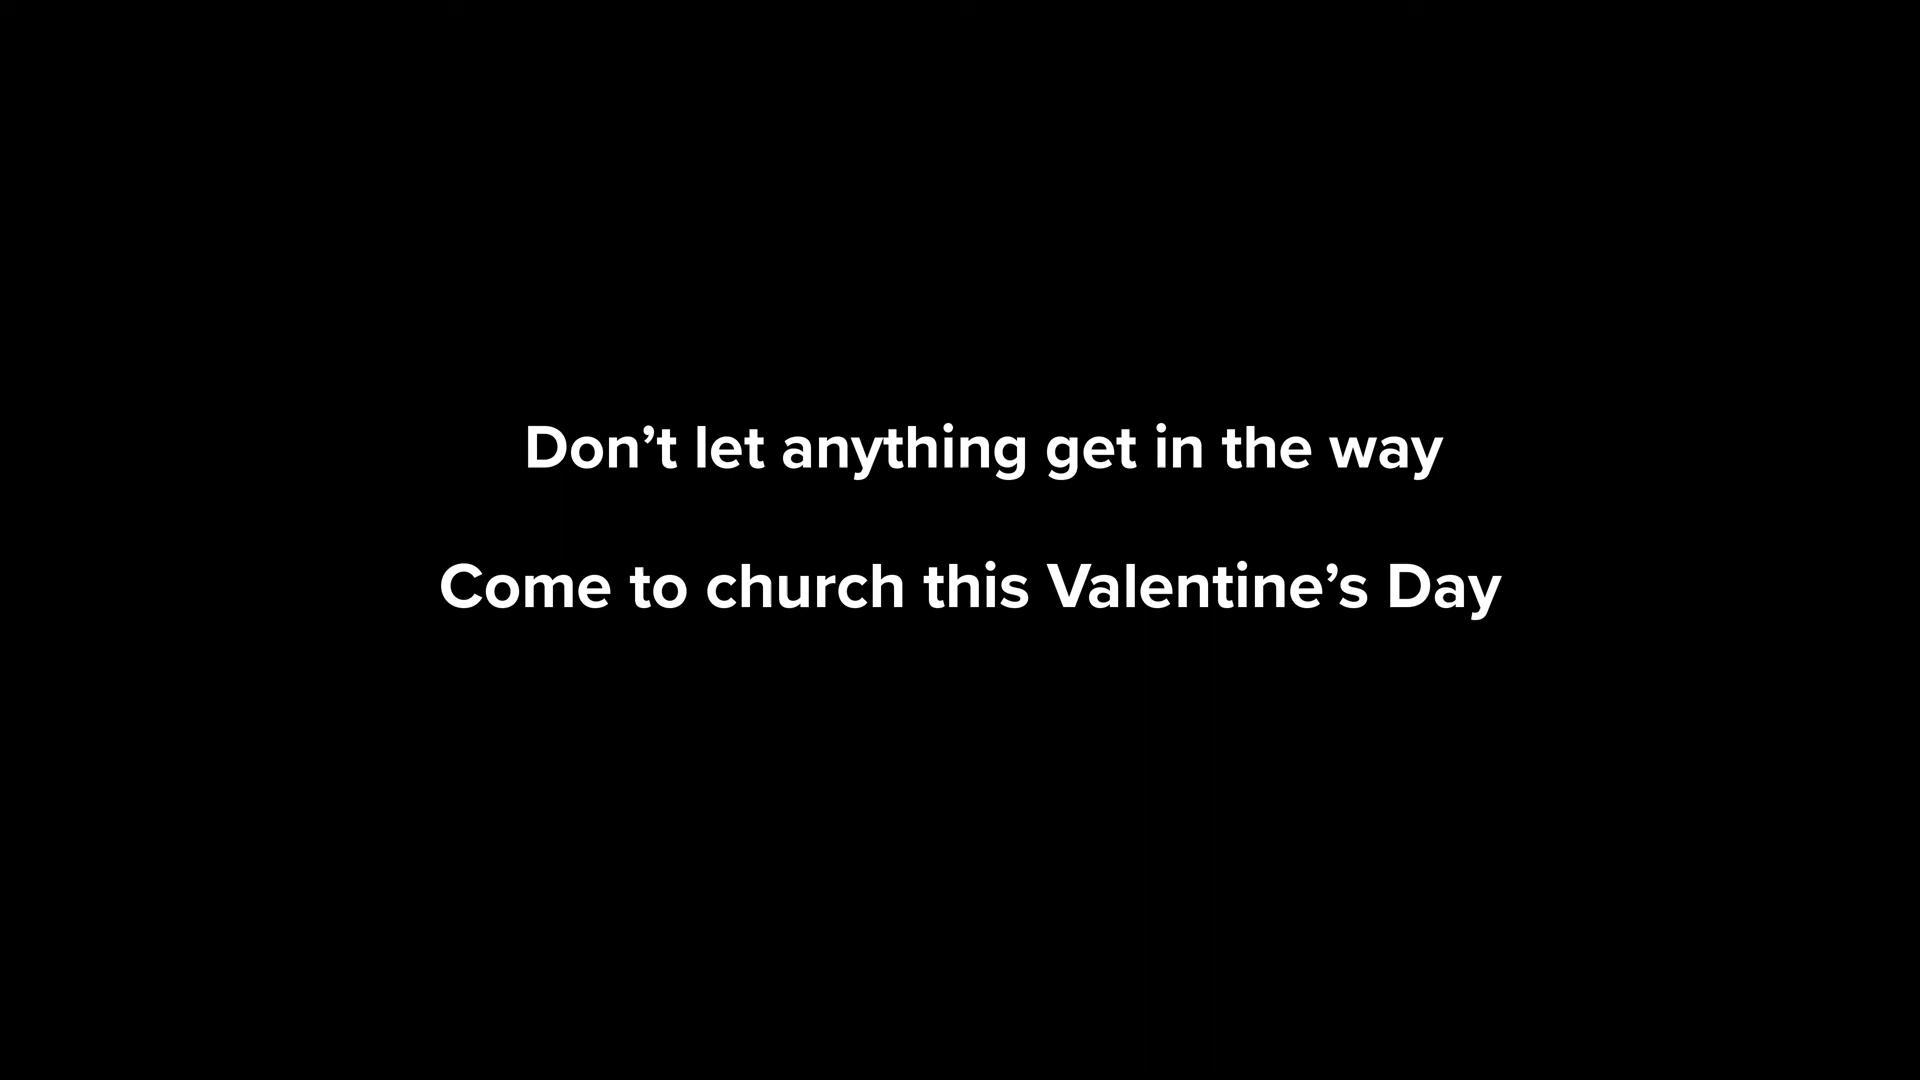 Don’t let anything get in the way
Come to church this Valentine’s Day